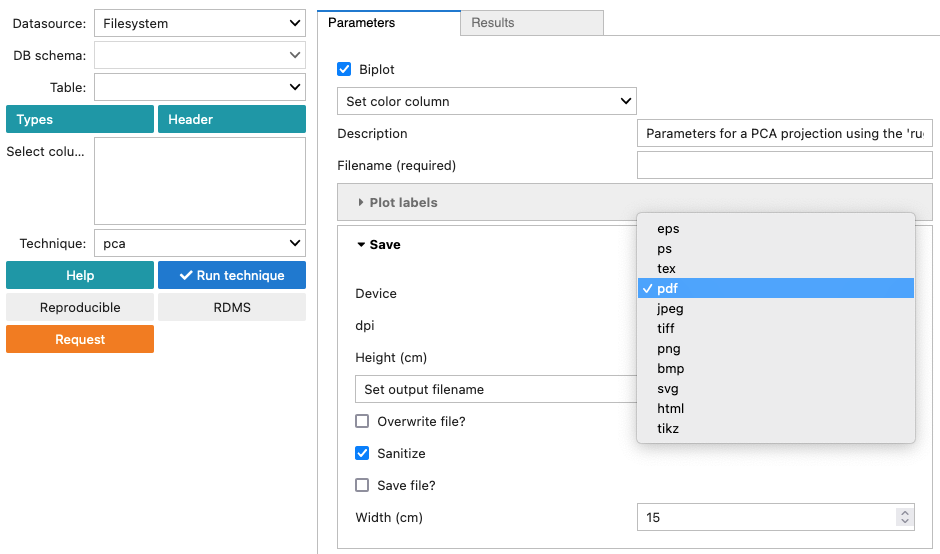 Datasource:
Filesystem
DB schema:
Table:
Types
Header
Select colu...
Technique:
pca
Help
Run technique
Reproducible
RDMS
Request
Parameters
Results
Biplot
Set color column
Description
Parameters for a PCA projection using the 'ru
Filename (required)
Plot labels
Save
Device
dpi
Height (cm)
Set output filename
Overwrite file?
Sanitize
Save file?
Width (cm)
15
eps
ps
tex
pdf
jpeg
tiff
png
bmp
svg
html
tikz